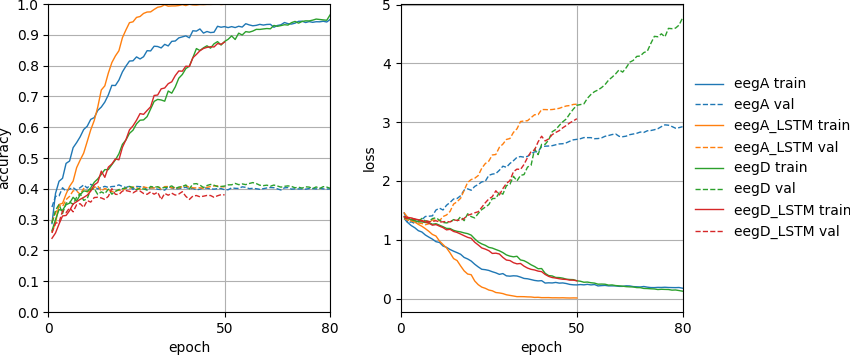 1.0
0.9
0.8
0.7
0.6
0.5
0.4
0.3
0.2
0.1
0.0
accuracy
0
50
80
epoch
5
4
3
2
1
0
loss
0
50
80
epoch
eegA train
eegA val
eegA_LSTM train
eegA_LSTM val
eegD train
eegD val
eegD_LSTM train
eegD_LSTM val